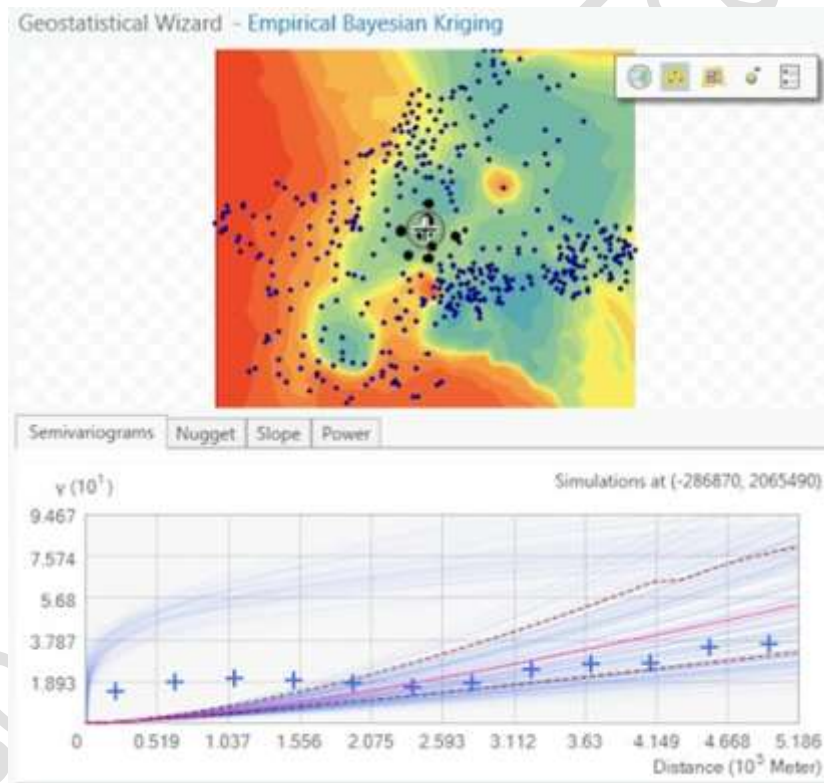 Geostatistical Wizard - Empirical Bayesian Kriging
Semivariograms Nugget Slope Power
γ (10¹)
Simulations at (-286870, 2065490)
9.467
7.574
5.68
3.787
1.893
0 0.519 1.037 1.556 2.075 2.593 3.112 3.63 4.149 4.668 5.186
Distance (10⁵ Meter)